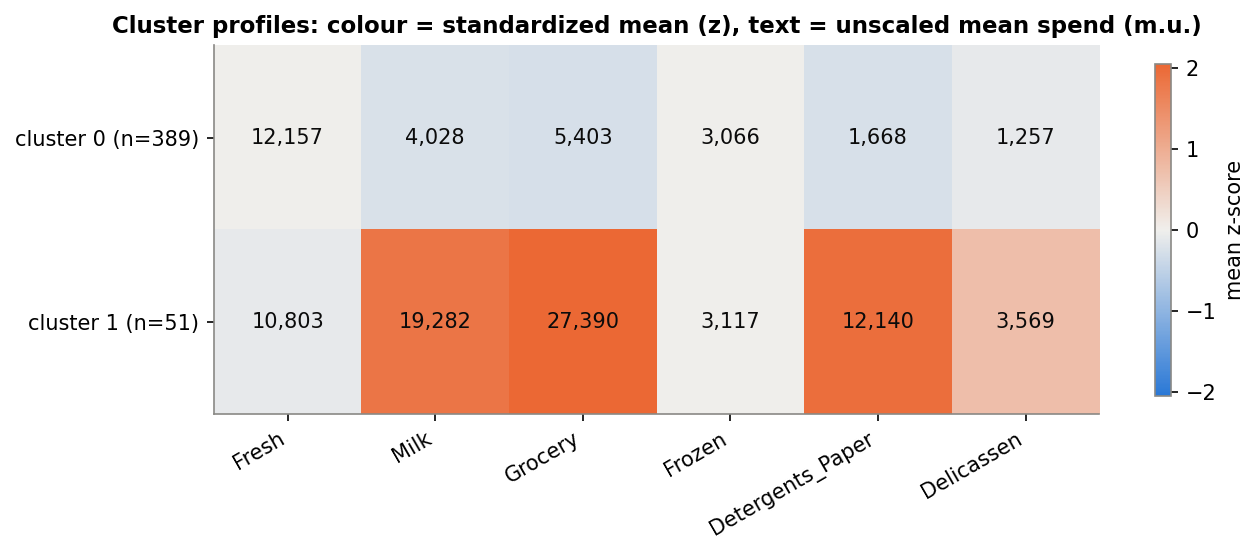 Cluster profiles: colour = standardized mean (z), text = unscaled mean spend (m.u.)
cluster 0 (n=389)
12,157 4,028 5,403 3,066 1,668 1,257
cluster 1 (n=51)
10,803 19,282 27,390 3,117 12,140 3,569
Fresh Milk Grocery Frozen Detergents_Paper Delicassen
2
1
0
−1
−2
mean z-score